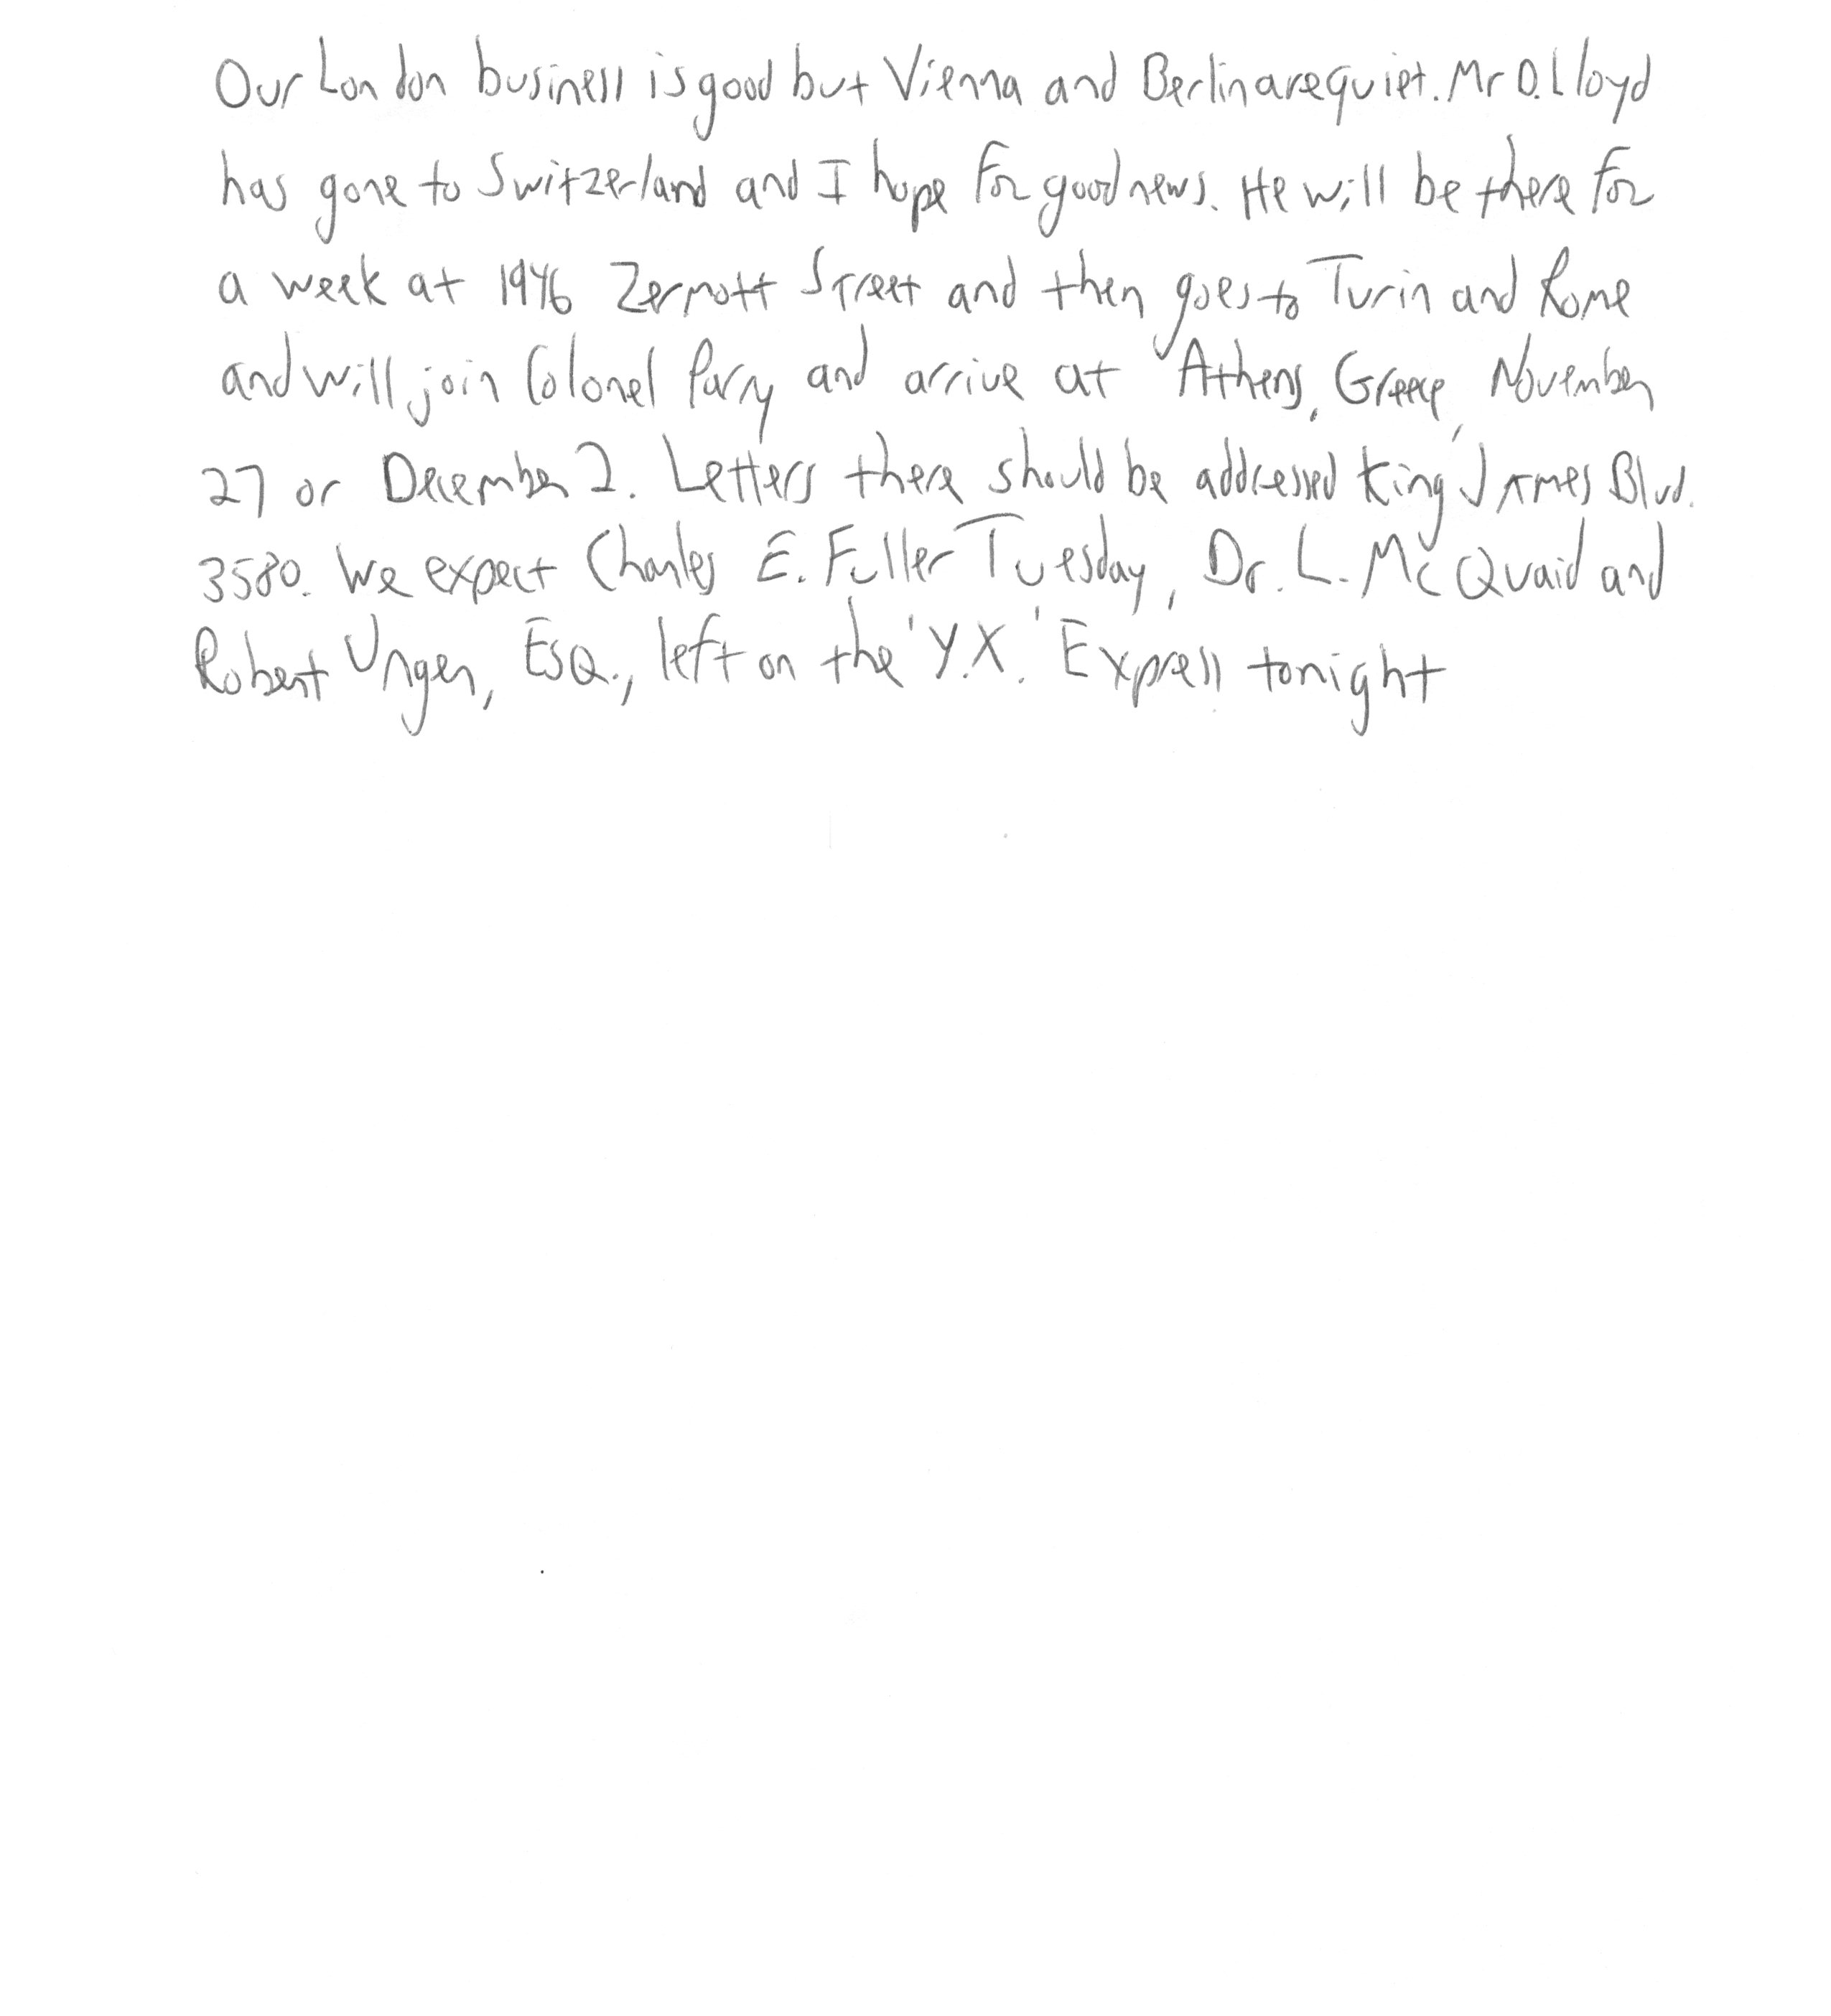 Our London business is good but Vienna and Berlin are quiet. Mr D. Lloyd
has gone to Switzerland and I hope for good news. He will be there for
a week at 1946 Zermott Street and then goes to Turin and Rome
and will join Colonel Parry and arrive at Athens, Greece, November
27 or December 2. Letters there should be addressed King James Blvd.
3580. We expect Charles E. Fuller Tuesday, Dr. L. McQuaid and
Robert Unger, Esq., left on the 'Y.X.' Express tonight